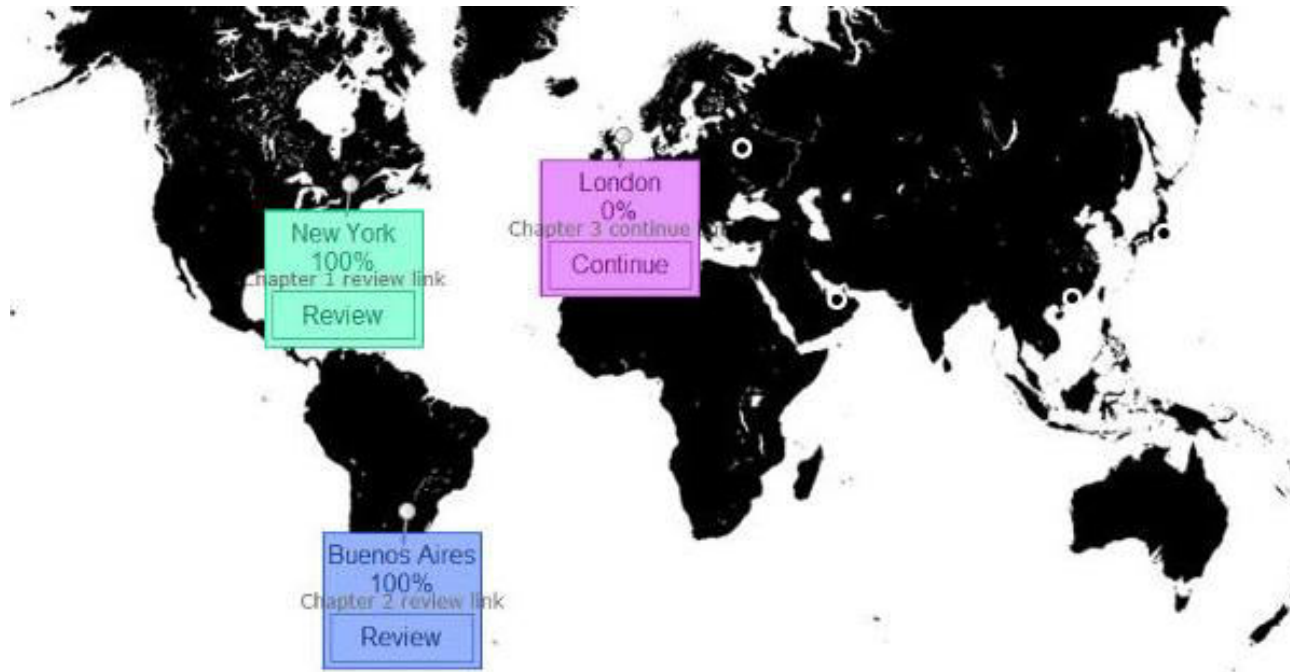 New York
100%
Chapter 1 review link
Review
London
0%
Chapter 3 continue
Continue
Buenos Aires
100%
Chapter 2 review link
Review